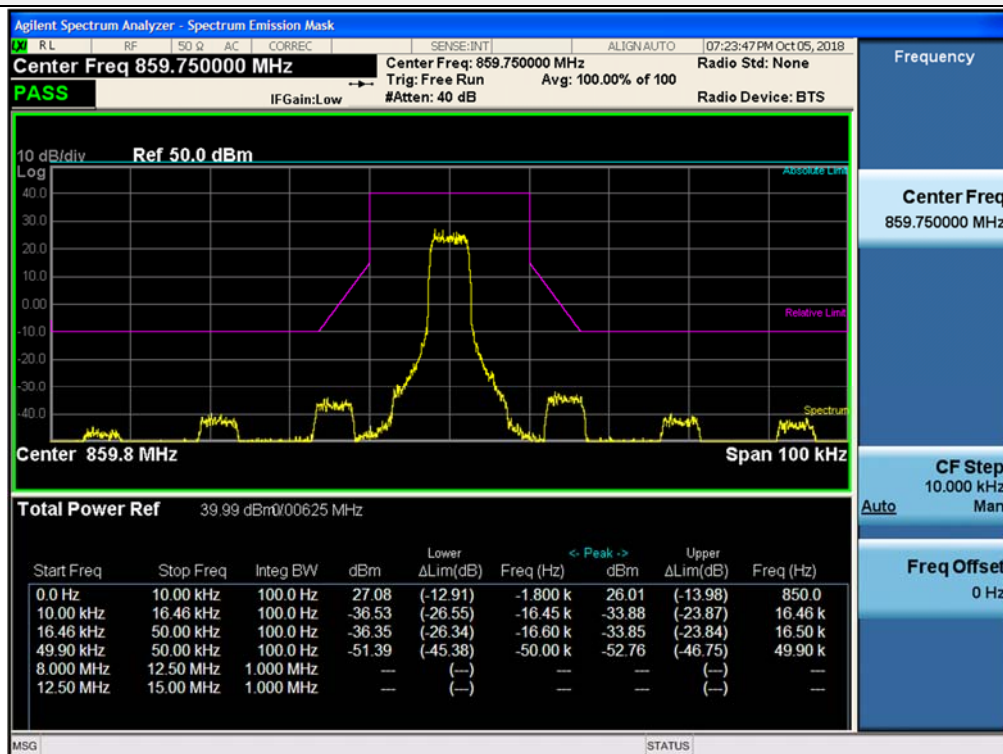 Agilent Spectrum Analyzer - Spectrum Emission Mask
LXI RL RF 50 Ω AC CORREC SENSE:INT ALIGN AUTO 07:23:47 PM Oct 05, 2018
Center Freq 859.750000 MHz
Center Freq: 859.750000 MHz
Radio Std: None
Trig: Free Run Avg: 100.00% of 100
PASS
IFGain:Low
#Atten: 40 dB
Radio Device: BTS
10 dB/div Ref 50.0 dBm
Log
Absolute Limit
40.0
30.0
20.0
10.0
0.00
Relative Limit
-10.0
-20.0
-30.0
-40.0
Spectrum
Center 859.8 MHz Span 100 kHz
Total Power Ref 39.99 dBm/0.00625 MHz
Lower <- Peak -> Upper
Start Freq Stop Freq Integ BW dBm ΔLim(dB) Freq (Hz) dBm ΔLim(dB) Freq (Hz)
0.0 Hz 10.00 kHz 100.0 Hz 27.08 (-12.91) -1.800 k 26.01 (-13.98) 850.0
10.00 kHz 16.46 kHz 100.0 Hz -36.53 (-26.55) -16.45 k -33.88 (-23.87) 16.46 k
16.46 kHz 50.00 kHz 100.0 Hz -36.35 (-26.34) -16.60 k -33.85 (-23.84) 16.50 k
49.90 kHz 50.00 kHz 100.0 Hz -51.39 (-45.38) -50.00 k -52.76 (-46.75) 49.90 k
8.000 MHz 12.50 MHz 1.000 MHz --- (---) --- --- (---) ---
12.50 MHz 15.00 MHz 1.000 MHz --- (---) --- --- (---) ---
MSG STATUS
Frequency
Center Freq
859.750000 MHz
CF Step
10.000 kHz
Auto Man
Freq Offset
0 Hz